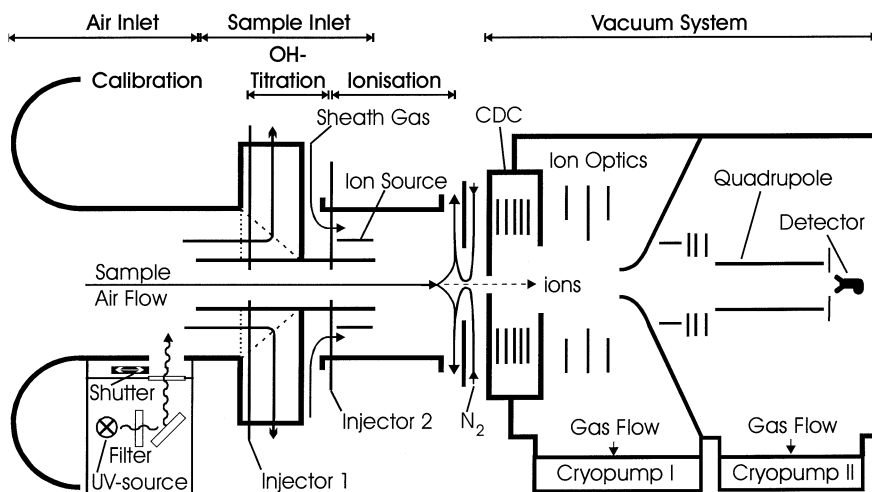 Air Inlet
Sample Inlet
Vacuum System
Calibration
OH-
Titration
Ionisation
Sheath Gas
CDC
Ion Optics
Ion Source
Quadrupole
Detector
Sample
Air Flow
ions
Shutter
Filter
UV-source
Injector 1
Injector 2
N2
Gas Flow
Gas Flow
Cryopump I
Cryopump II